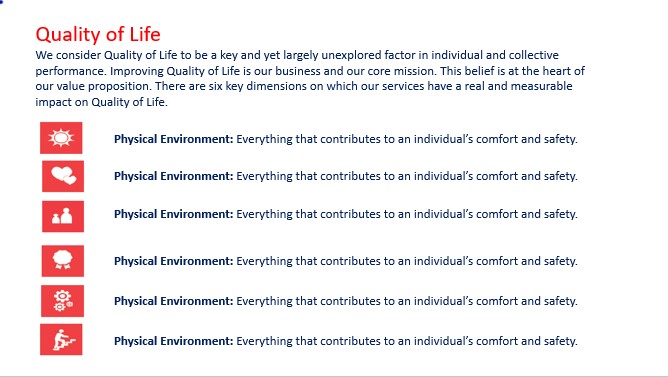 Quality of Life
We consider Quality of Life to be a key and yet largely unexplored factor in individual and collective
performance. Improving Quality of Life is our business and our core mission. This belief is at the heart of
our value proposition. There are six key dimensions on which our services have a real and measurable
impact on Quality of Life.
Physical Environment: Everything that contributes to an individual’s comfort and safety.
Physical Environment: Everything that contributes to an individual’s comfort and safety.
Physical Environment: Everything that contributes to an individual’s comfort and safety.
Physical Environment: Everything that contributes to an individual’s comfort and safety.
Physical Environment: Everything that contributes to an individual’s comfort and safety.
Physical Environment: Everything that contributes to an individual’s comfort and safety.